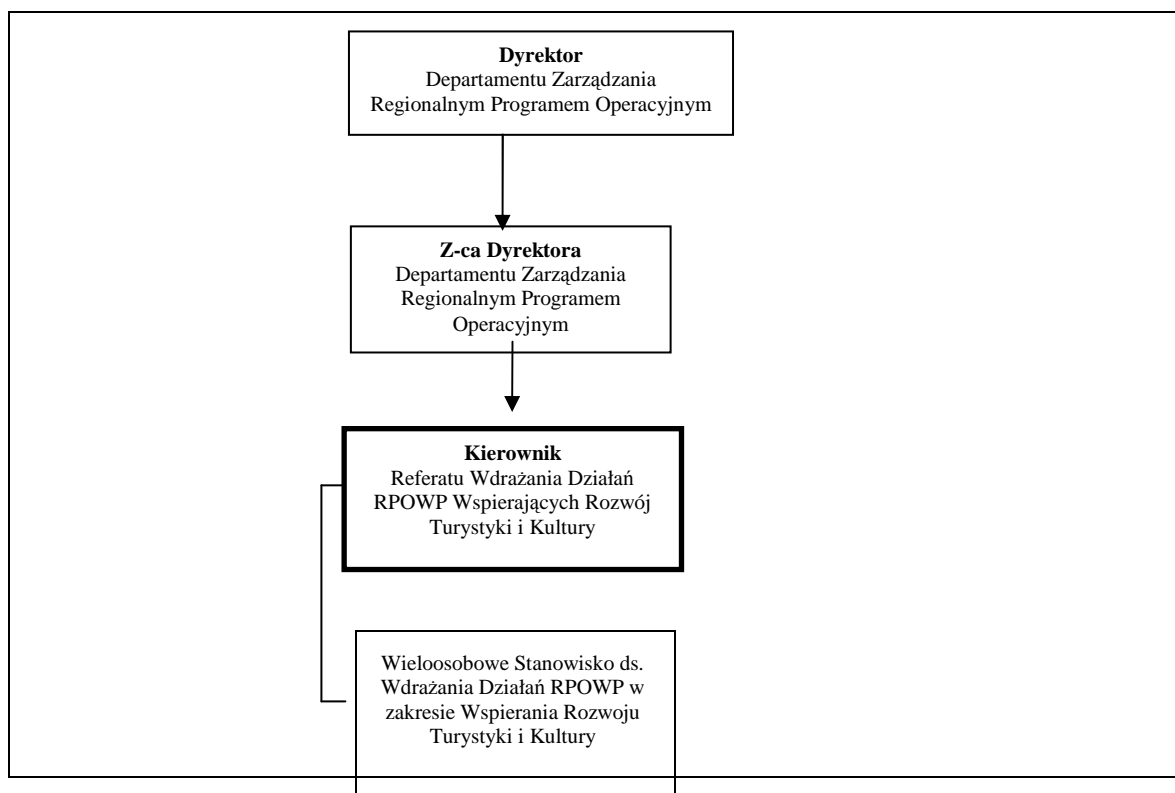 Dyrektor
Departamentu Zarządzania
Regionalnym Programem Operacyjnym
Z-ca Dyrektora
Departamentu Zarządzania
Regionalnym Programem
Operacyjnym
Kierownik
Referatu Wdrażania Działań
RPOWP Wspierających Rozwój
Turystyki i Kultury
Wieloosobowe Stanowisko ds.
Wdrażania Działań RPOWP w
zakresie Wspierania Rozwoju
Turystyki i Kultury